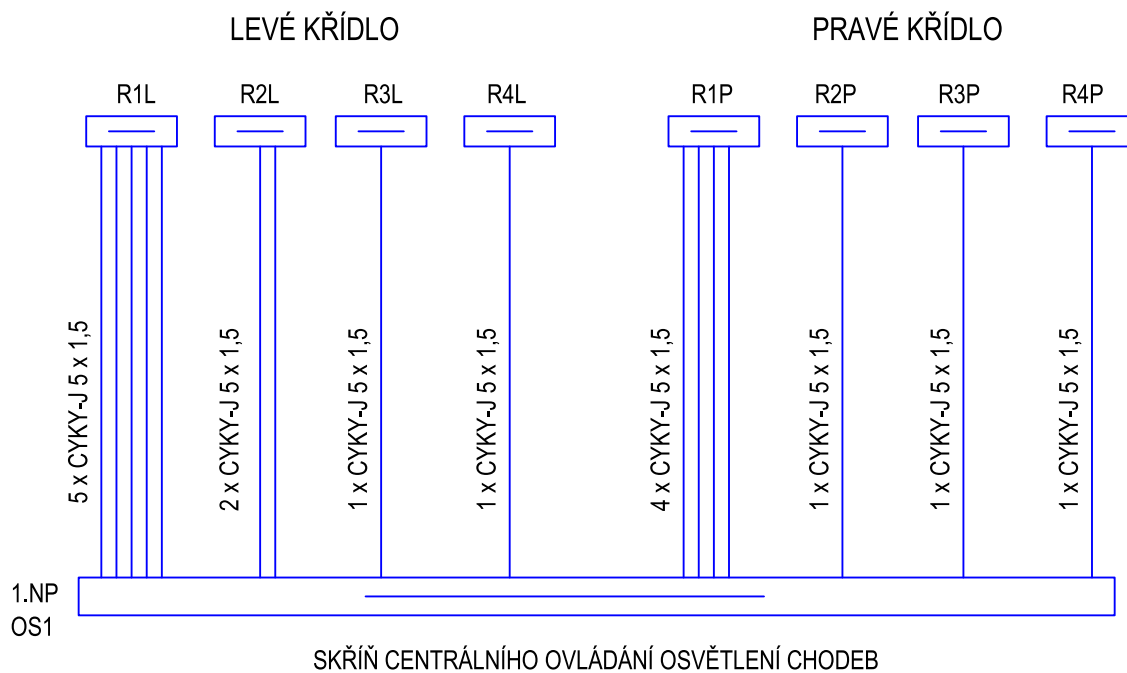 LEVÉ KŘÍDLO
PRAVÉ KŘÍDLO
R1L
R2L
R3L
R4L
R1P
R2P
R3P
R4P
5 x CYKY-J 5 x 1,5
2 x CYKY-J 5 x 1,5
1 x CYKY-J 5 x 1,5
1 x CYKY-J 5 x 1,5
4 x CYKY-J 5 x 1,5
1 x CYKY-J 5 x 1,5
1 x CYKY-J 5 x 1,5
1 x CYKY-J 5 x 1,5
1.NP
OS1
SKŘÍŇ CENTRÁLNÍHO OVLÁDÁNÍ OSVĚTLENÍ CHODEB